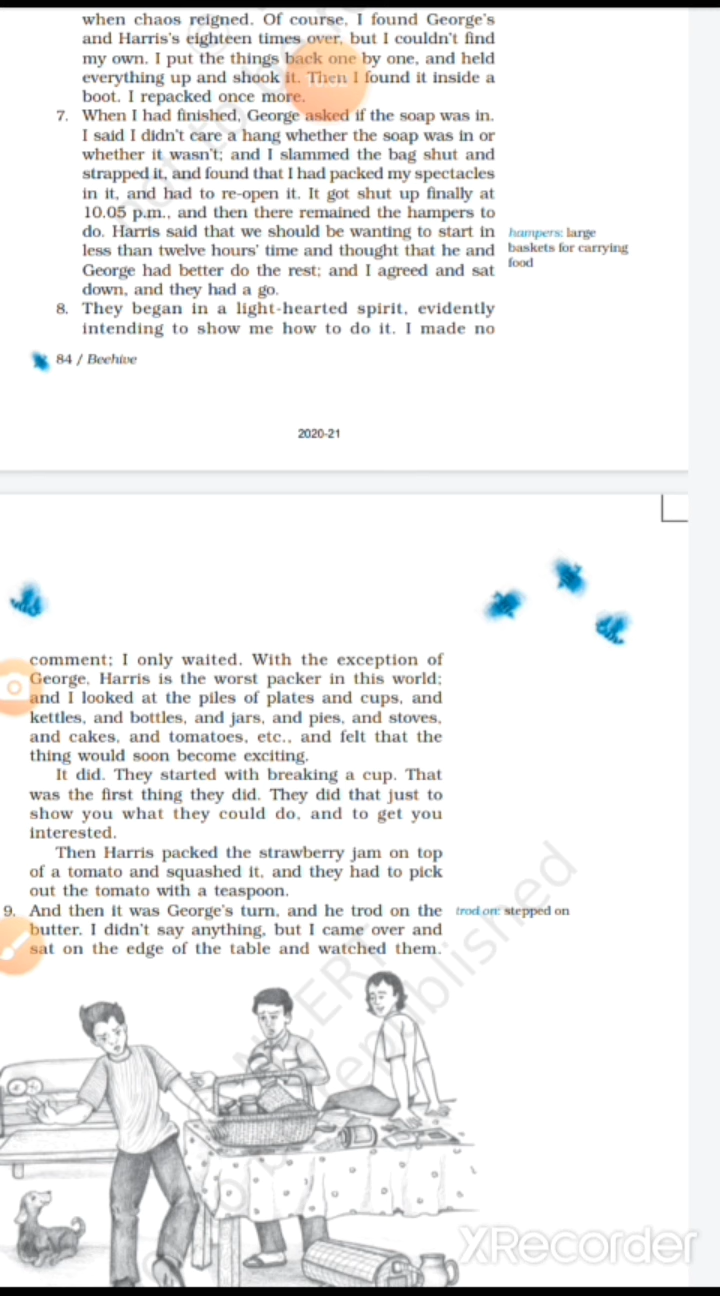 when chaos reigned. Of course, I found George's
and Harris's eighteen times over, but I couldn't find
my own. I put the things back one by one, and held
everything up and shook it. Then I found it inside a
boot. I repacked once more.
7. When I had finished, George asked if the soap was in.
I said I didn't care a hang whether the soap was in or
whether it wasn't; and I slammed the bag shut and
strapped it, and found that I had packed my spectacles
in it, and had to re-open it. It got shut up finally at
10.05 p.m., and then there remained the hampers to
do. Harris said that we should be wanting to start in
less than twelve hours' time and thought that he and
George had better do the rest; and I agreed and sat
down, and they had a go.
hampers: large
baskets for carrying
food
8. They began in a light-hearted spirit, evidently
intending to show me how to do it. I made no
84 / Beehive
2020-21
comment; I only waited. With the exception of
George, Harris is the worst packer in this world;
and I looked at the piles of plates and cups, and
kettles, and bottles, and jars, and pies, and stoves,
and cakes, and tomatoes, etc., and felt that the
thing would soon become exciting.
It did. They started with breaking a cup. That
was the first thing they did. They did that just to
show you what they could do, and to get you
interested.
Then Harris packed the strawberry jam on top
of a tomato and squashed it, and they had to pick
out the tomato with a teaspoon.
9. And then it was George's turn, and he trod on the
butter. I didn't say anything, but I came over and
sat on the edge of the table and watched them.
trod on: stepped on
XRecorder